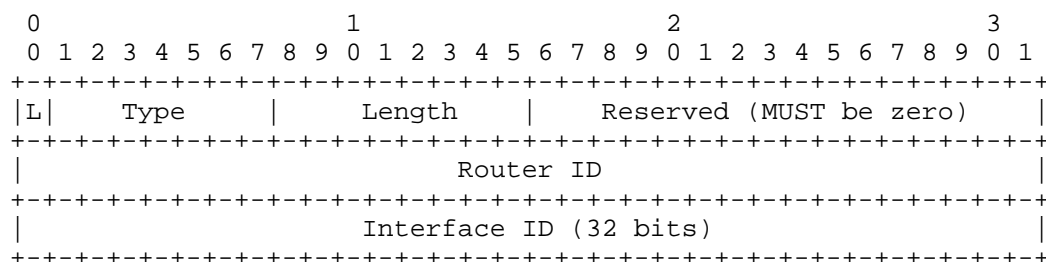 0                   1                   2                   3
0 1 2 3 4 5 6 7 8 9 0 1 2 3 4 5 6 7 8 9 0 1 2 3 4 5 6 7 8 9 0 1
+-+-+-+-+-+-+-+-+-+-+-+-+-+-+-+-+-+-+-+-+-+-+-+-+-+-+-+-+-+-+-+-+
|L|    Type     |     Length    |    Reserved (MUST be zero)    |
+-+-+-+-+-+-+-+-+-+-+-+-+-+-+-+-+-+-+-+-+-+-+-+-+-+-+-+-+-+-+-+-+
|                           Router ID                           |
+-+-+-+-+-+-+-+-+-+-+-+-+-+-+-+-+-+-+-+-+-+-+-+-+-+-+-+-+-+-+-+-+
|                     Interface ID (32 bits)                    |
+-+-+-+-+-+-+-+-+-+-+-+-+-+-+-+-+-+-+-+-+-+-+-+-+-+-+-+-+-+-+-+-+